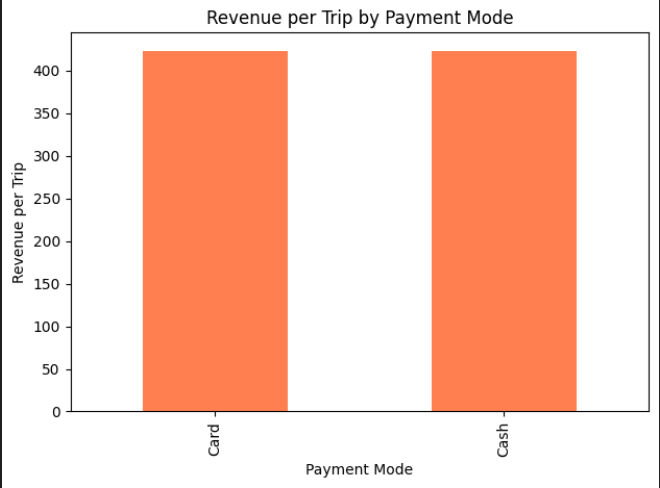 Revenue per Trip by Payment Mode
Revenue per Trip
400
350
300
250
200
150
100
50
0
Card
Cash
Payment Mode